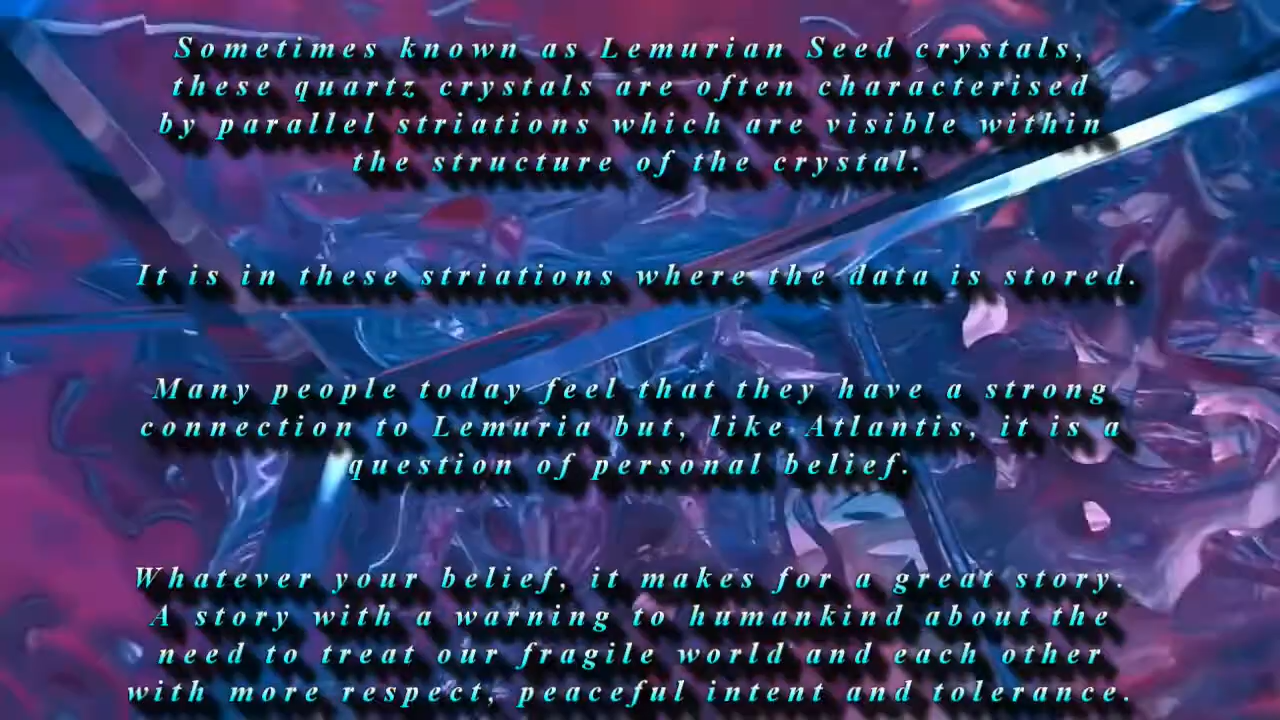 Sometimes known as Lemurian Seed crystals,
these quartz crystals are often characterised
by parallel striations which are visible within
the structure of the crystal.
It is in these striations where the data is stored.
Many people today feel that they have a strong
connection to Lemuria but, like Atlantis, it is a
question of personal belief.
Whatever your belief, it makes for a great story.
A story with a warning to humankind about the
need to treat our fragile world and each other
with more respect, peaceful intent and tolerance.